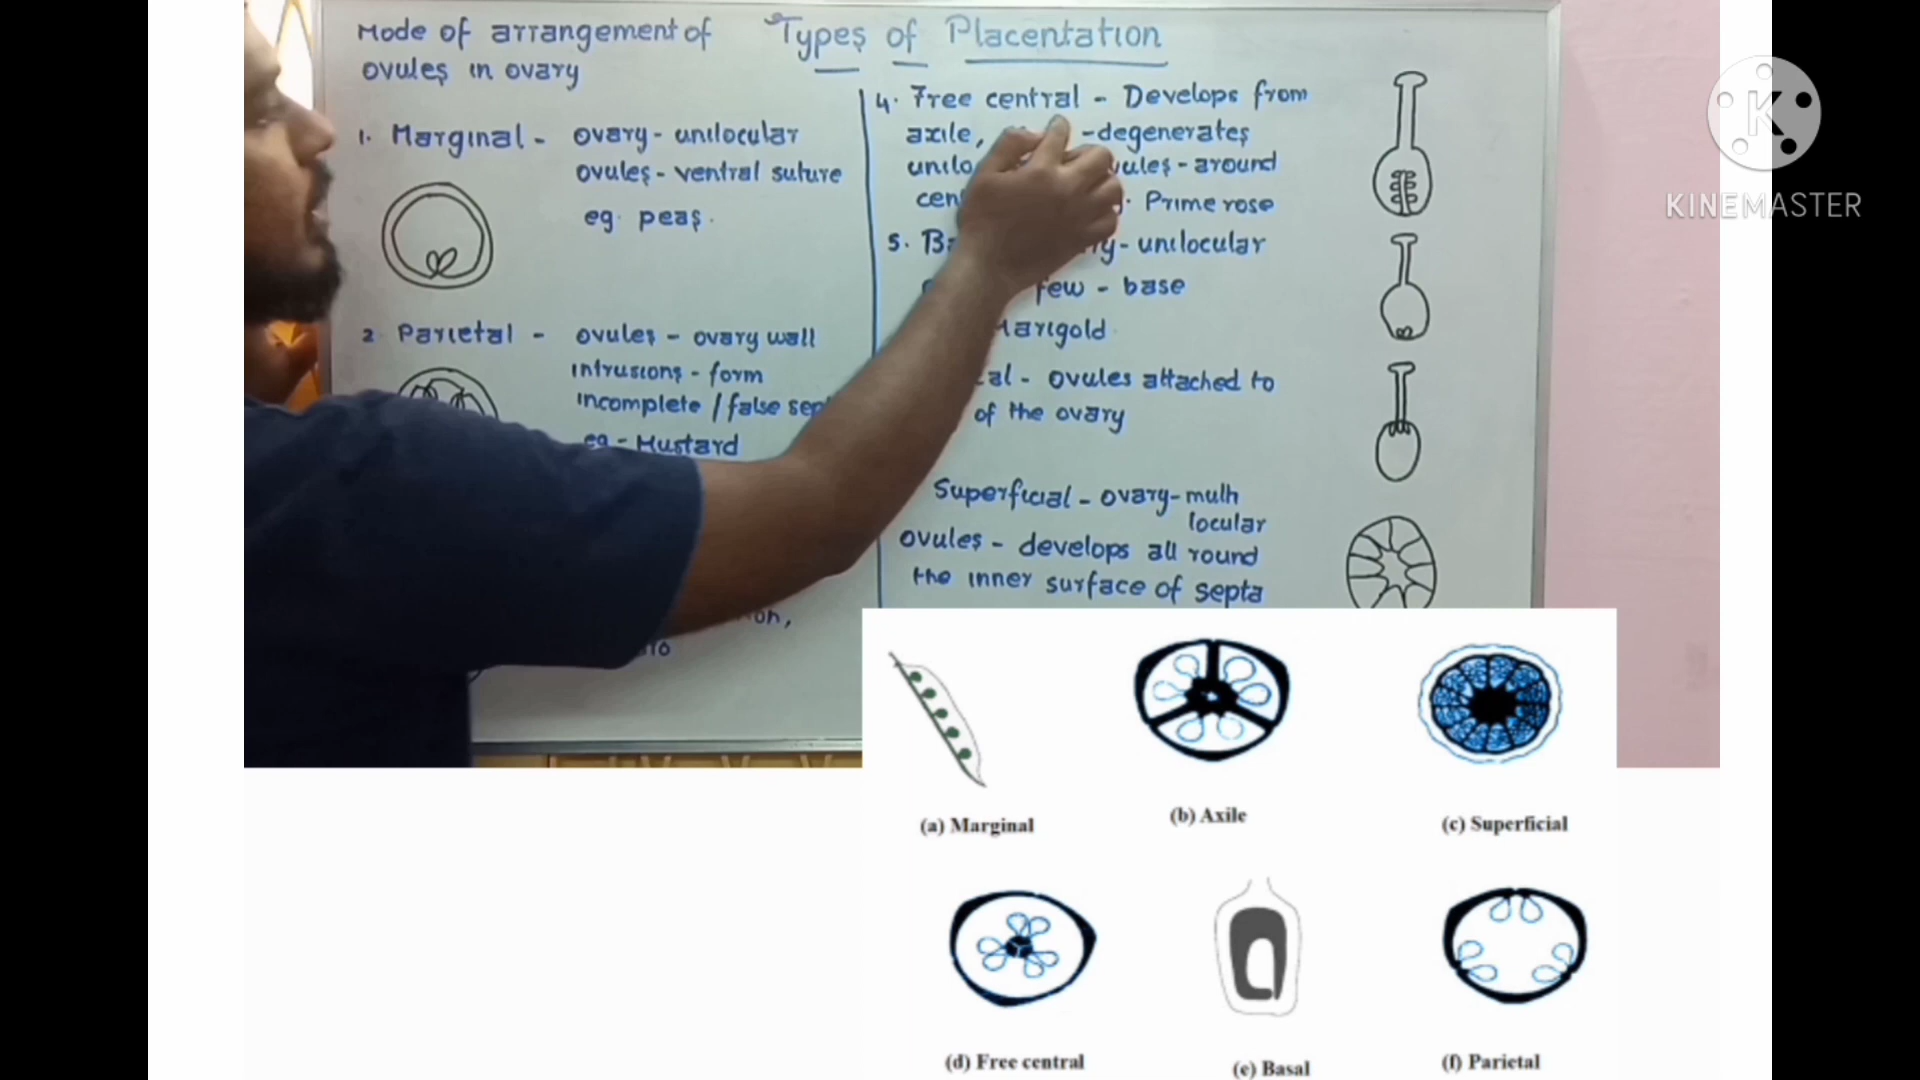 Mode of arrangement of
ovules in ovary
Types of Placentation
1. Marginal - ovary - unilocular
ovules - ventral suture
eg. peas.
2 Parietal - ovules - ovary wall
intrusions - form
incomplete / false
eg - Mustard
4. Free central - Develops from
axile, - degenerates
- around
Prime rose
5. - unilocular
few - base
Marigold
- ovules attached to
of the ovary
Superficial - ovary - multi
locular
ovules - develops all round
the inner surface of septa
K
KINEMASTER
(a) Marginal
(b) Axile
(c) Superficial
(d) Free central
(e) Basal
(f) Parietal